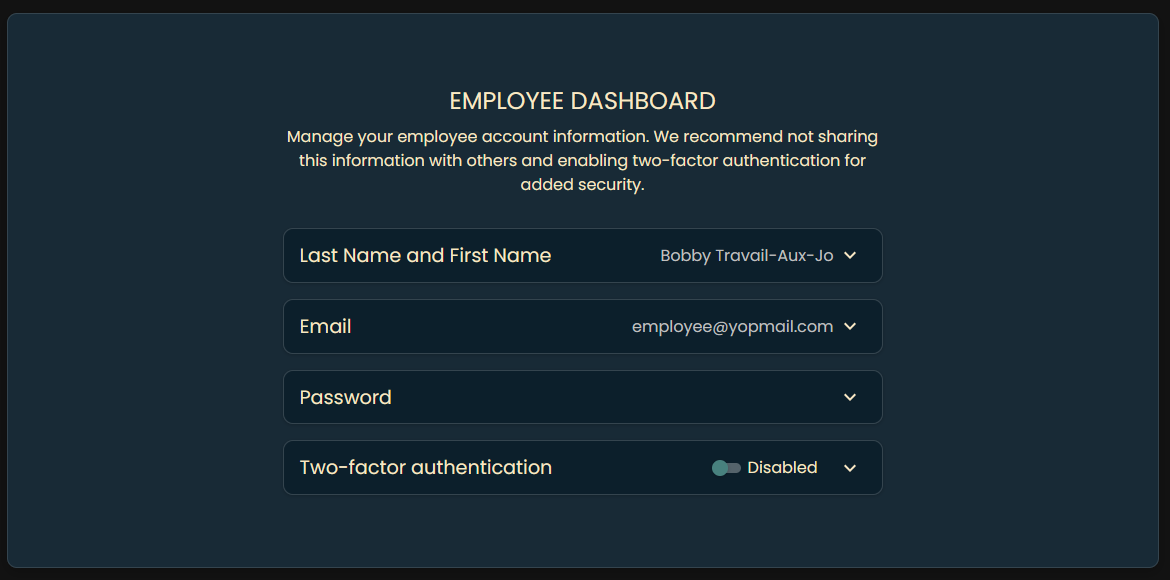 EMPLOYEE DASHBOARD
Manage your employee account information. We recommend not sharing
this information with others and enabling two-factor authentication for
added security.
Last Name and First Name Bobby Travail-Aux-Jo
Email employee@yopmail.com
Password
Two-factor authentication Disabled